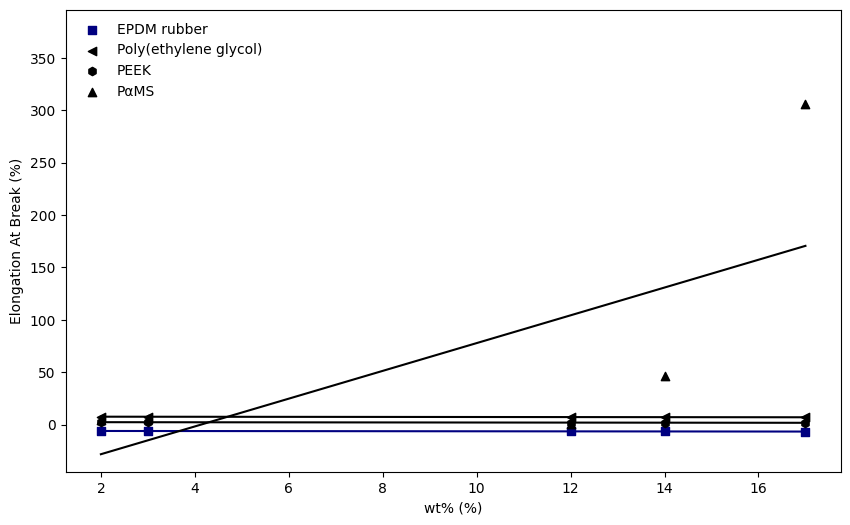 EPDM rubber
Poly(ethylene glycol)
PEEK
PαMS
350
300
250
200
150
100
50
0
Elongation At Break (%)
2 4 6 8 10 12 14 16
wt% (%)